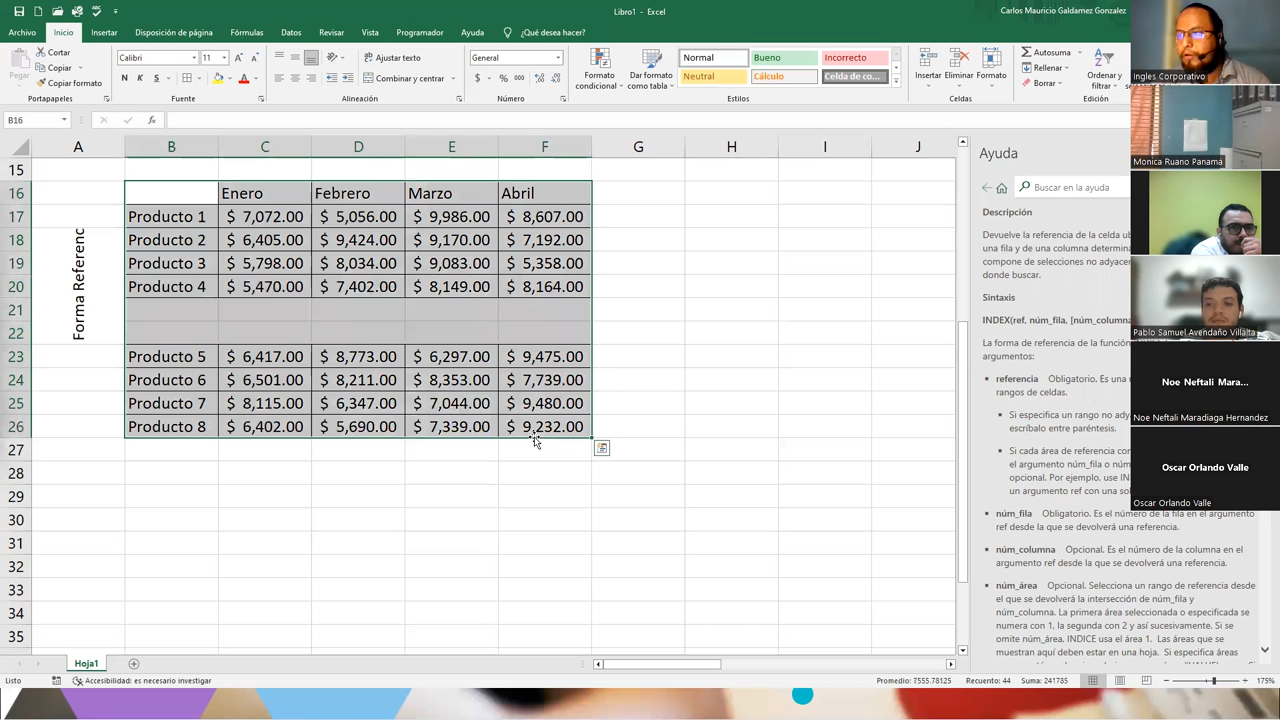 Libro1 - Excel
Carlos Mauricio Galdamez Gonzalez
Archivo Inicio Insertar Disposición de página Fórmulas Datos Revisar Vista Programador Ayuda ¿Qué desea hacer?
Pegar
Cortar
Copiar
Copiar formato
Portapapeles
Calibri 11
N K S
Fuente
Ajustar texto
Combinar y centrar
Alineación
General
$ % 000
Número
Formato condicional
Dar formato como tabla
Normal Bueno Incorrecto
Neutral Cálculo Celda de co...
Estilos
Insertar Eliminar Formato
Celdas
Autosuma
Rellenar
Borrar
Ordenar y filtrar
Edición
B16
fx
A B C D E F G H I J
15
16 Enero Febrero Marzo Abril
17 Producto 1 $ 7,072.00 $ 5,056.00 $ 9,986.00 $ 8,607.00
18 Producto 2 $ 6,405.00 $ 9,424.00 $ 9,170.00 $ 7,192.00
19 Producto 3 $ 5,798.00 $ 8,034.00 $ 9,083.00 $ 5,358.00
20 Producto 4 $ 5,470.00 $ 7,402.00 $ 8,149.00 $ 8,164.00
21
22
23 Producto 5 $ 6,417.00 $ 8,773.00 $ 6,297.00 $ 9,475.00
24 Producto 6 $ 6,501.00 $ 8,211.00 $ 8,353.00 $ 7,739.00
25 Producto 7 $ 8,115.00 $ 6,347.00 $ 7,044.00 $ 9,480.00
26 Producto 8 $ 6,402.00 $ 5,690.00 $ 7,339.00 $ 9,232.00
27
28
29
30
31
32
33
34
35
Forma Referenc
Ayuda
Buscar en la ayuda
Descripción
Devuelve la referencia de la celda ub
una fila y de una columna determina
compone de selecciones no adyacen
donde buscar.
Sintaxis
INDEX(ref, núm_fila, [núm_columna
La forma de referencia de la función
argumentos:
referencia Obligatorio. Es una
rangos de celdas.
Si especifica un rango no ady
escríbalo entre paréntesis.
Si cada área de referencia con
el argumento núm_fila o núm
opcional. Por ejemplo, use IN
un argumento ref con una so
núm_fila Obligatorio. Es el número de la fila en el argumento
ref desde la que se devolverá una referencia.
núm_columna Opcional. Es el número de la columna en el
argumento ref desde la que se devolverá una referencia.
núm_área Opcional. Selecciona un rango de referencia desde
el que se devolverá la intersección de núm_fila y
núm_columna. La primera área seleccionada o especificada se
numera con 1, la segunda con 2 y así sucesivamente. Si se
omite núm_área, INDICE usa el área 1. Las áreas que se
muestran aquí deben estar en una hoja. Si especifica áreas
Ingles Corporativo
Monica Ruano Panamá
Pablo Samuel Avendaño Villalta
Noe Neftali Mara...
Noe Neftali Maradiaga Hernandez
Oscar Orlando Valle
Oscar Orlando Valle
Hoja1
Listo
Accesibilidad: es necesario investigar
Promedio: 7555.78125 Recuento: 44 Suma: 241785
175%